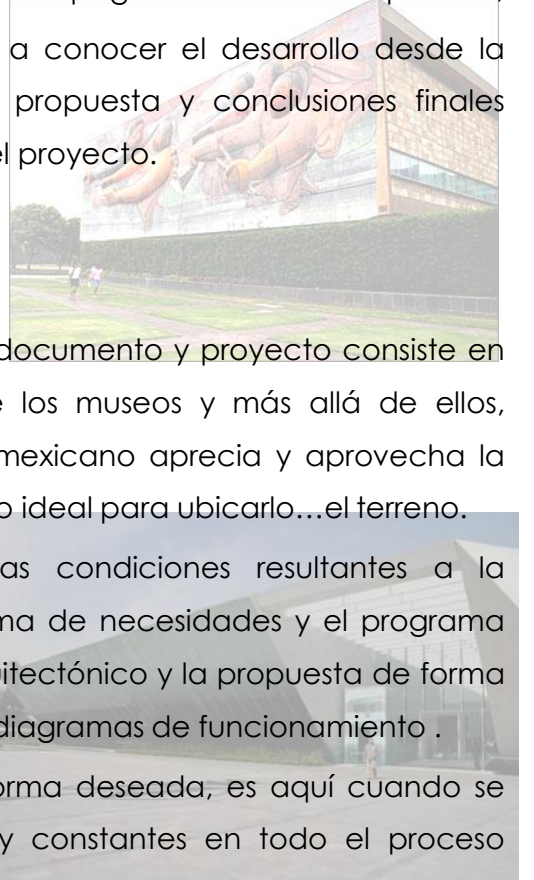 a conocer el desarrollo desde la
propuesta y conclusiones finales
el proyecto.
documento y proyecto consiste en
los museos y más allá de ellos,
mexicano aprecia y aprovecha la
o ideal para ubicarlo...el terreno.
as condiciones resultantes a la
ma de necesidades y el programa
uitectónico y la propuesta de forma
diagramas de funcionamiento .
orma deseada, es aquí cuando se
y constantes en todo el proceso